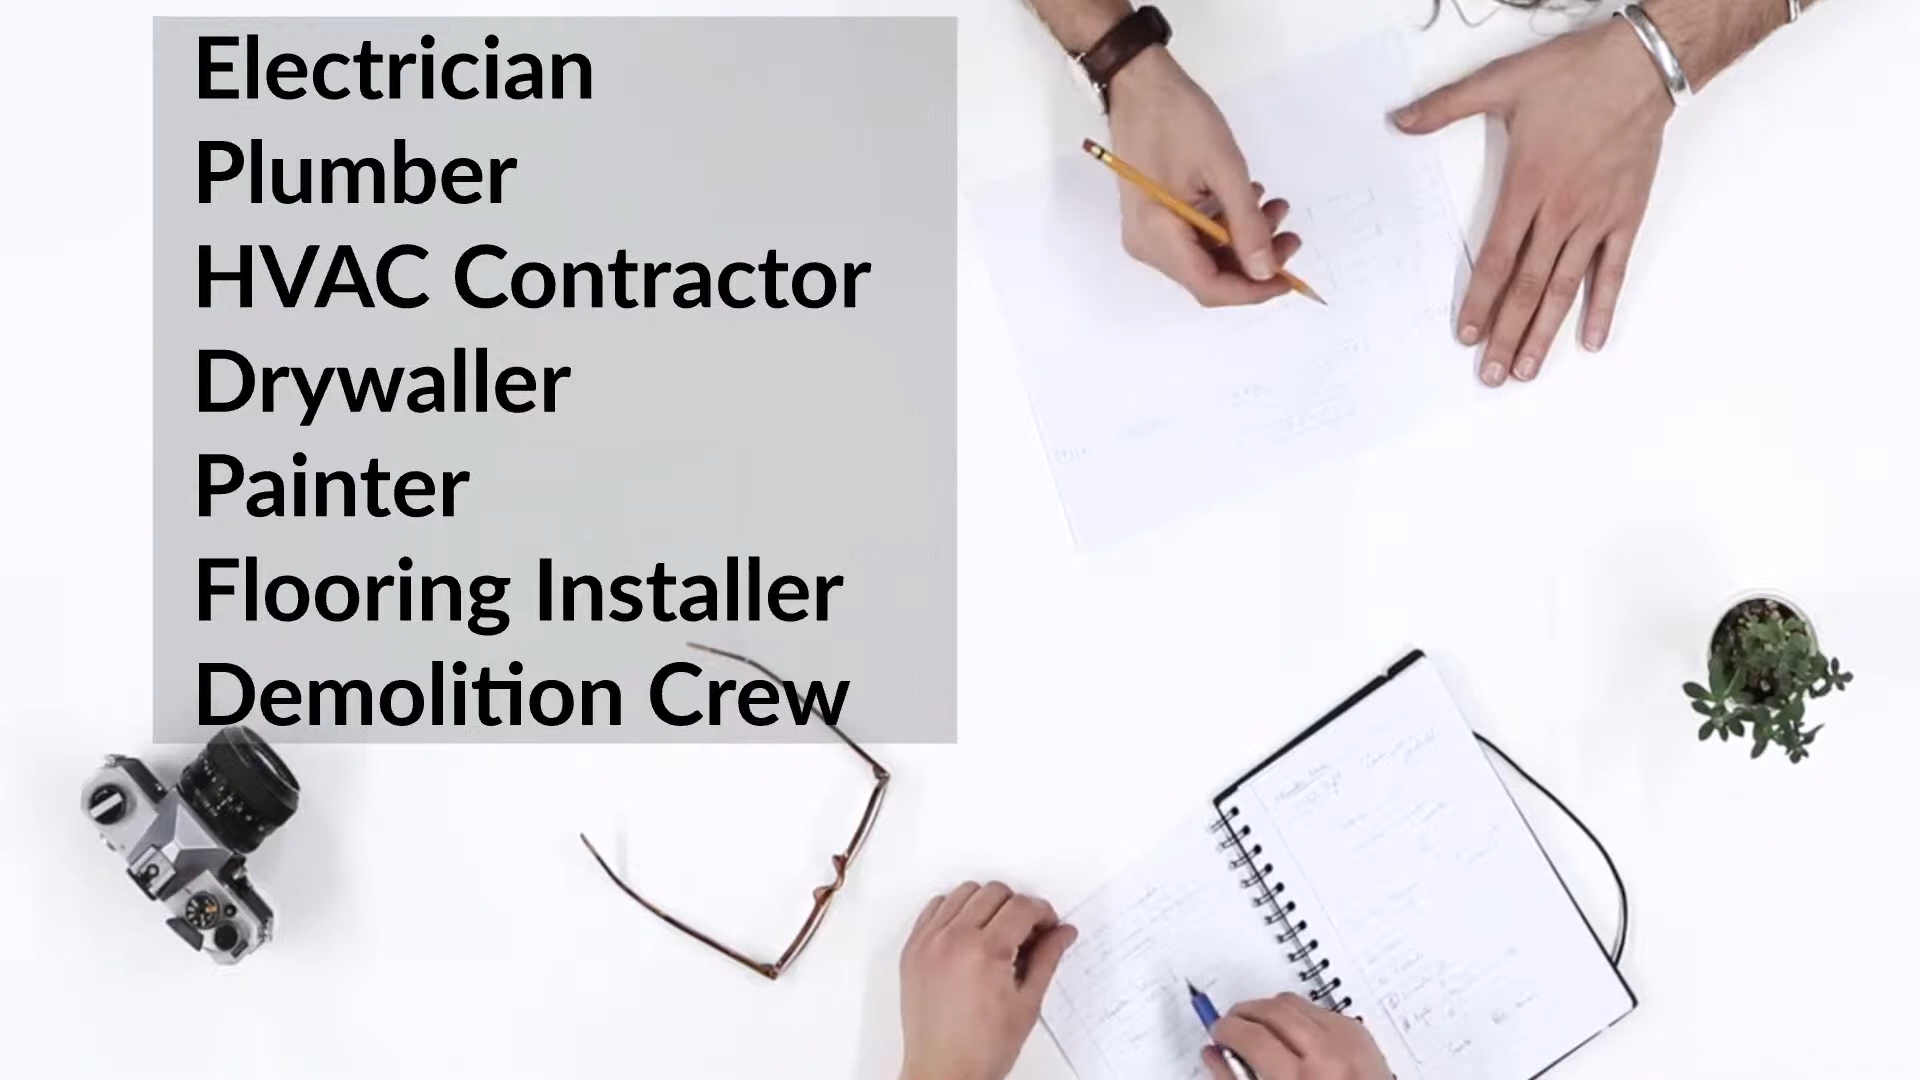 Electrician
Plumber
HVAC Contractor
Drywaller
Painter
Flooring Installer
Demolition Crew